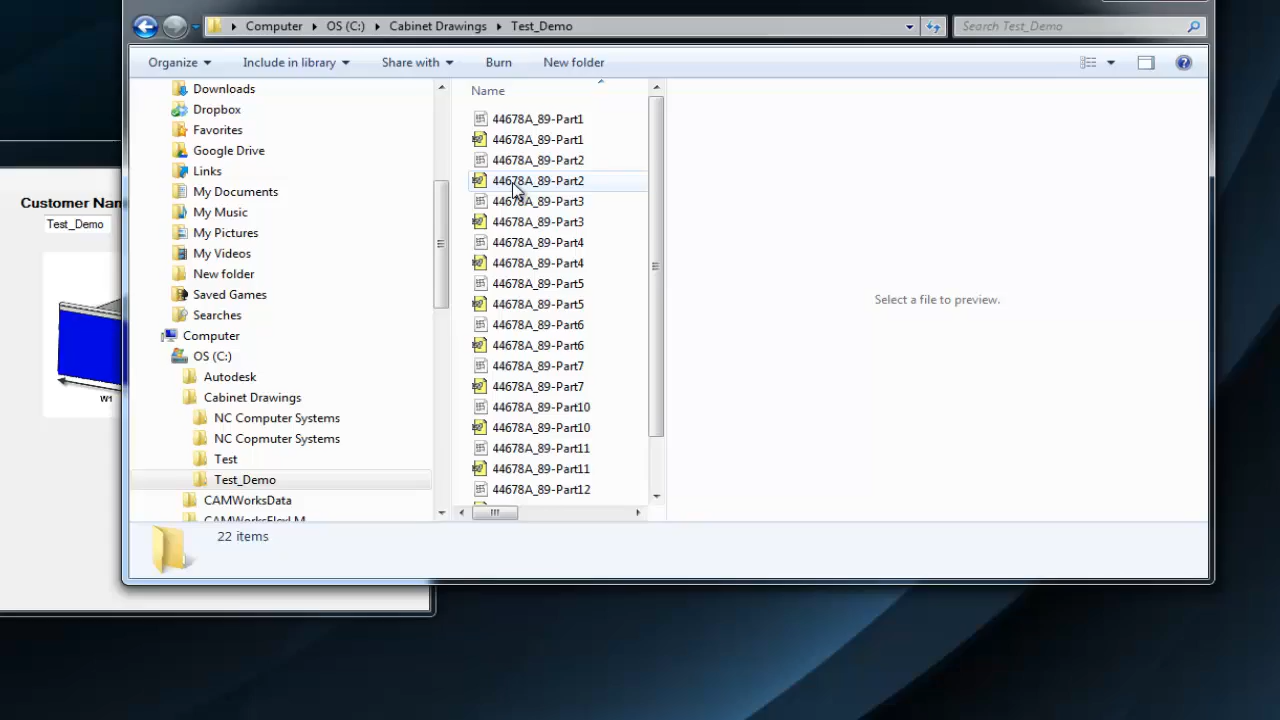 Computer OS (C:) Cabinet Drawings Test_Demo Search Test_Demo
Organize Include in library Share with Burn New folder
Downloads
Dropbox
Favorites
Google Drive
Links
My Documents
My Music
My Pictures
My Videos
New folder
Saved Games
Searches
Computer
OS (C:)
Autodesk
Cabinet Drawings
NC Computer Systems
NC Copmuter Systems
Test
Test_Demo
CAMWorksData
CAMWorksFlexLM
Name
44678A_89-Part1
44678A_89-Part1
44678A_89-Part2
44678A_89-Part2
44678A_89-Part3
44678A_89-Part3
44678A_89-Part4
44678A_89-Part4
44678A_89-Part5
44678A_89-Part5
44678A_89-Part6
44678A_89-Part6
44678A_89-Part7
44678A_89-Part7
44678A_89-Part10
44678A_89-Part10
44678A_89-Part11
44678A_89-Part11
44678A_89-Part12
Select a file to preview.
22 items
Customer Nam
Test_Demo
W1